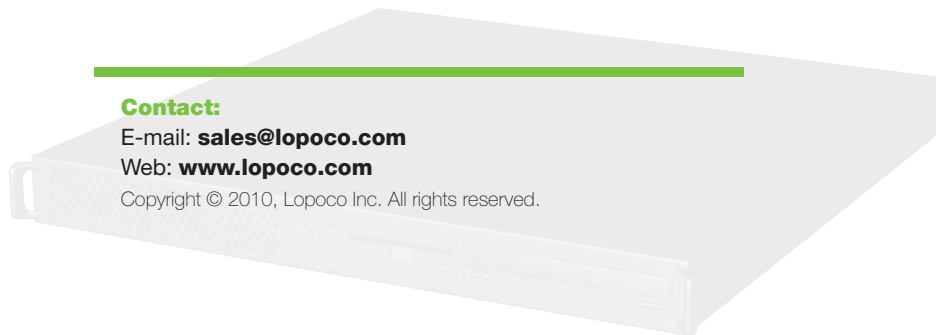 Contact:
E-mail: sales@lopoco.com
Web: www.lopoco.com
Copyright © 2010, Lopoco Inc. All rights reserved.